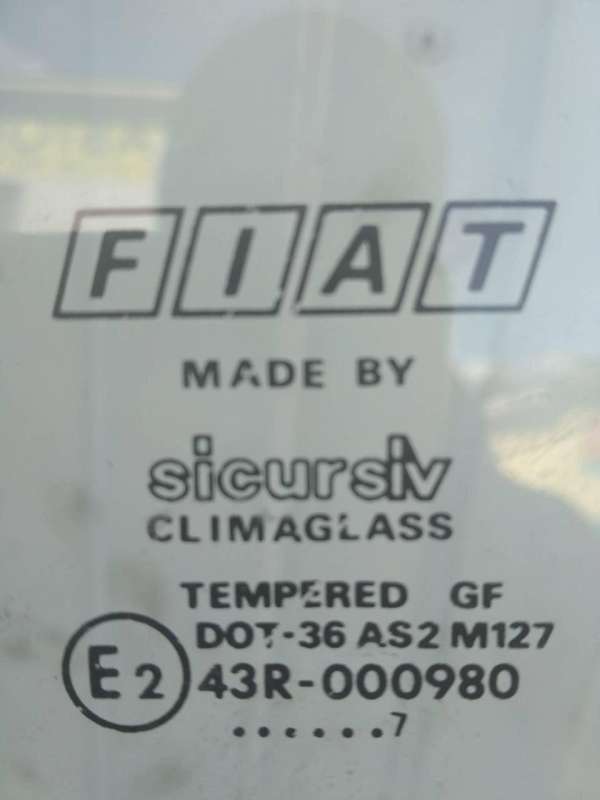 FIAT
MADE BY
sicursiv
CLIMAGLASS
TEMPERED GF
DOT-36 AS2 M127
E2 43R-000980
......7